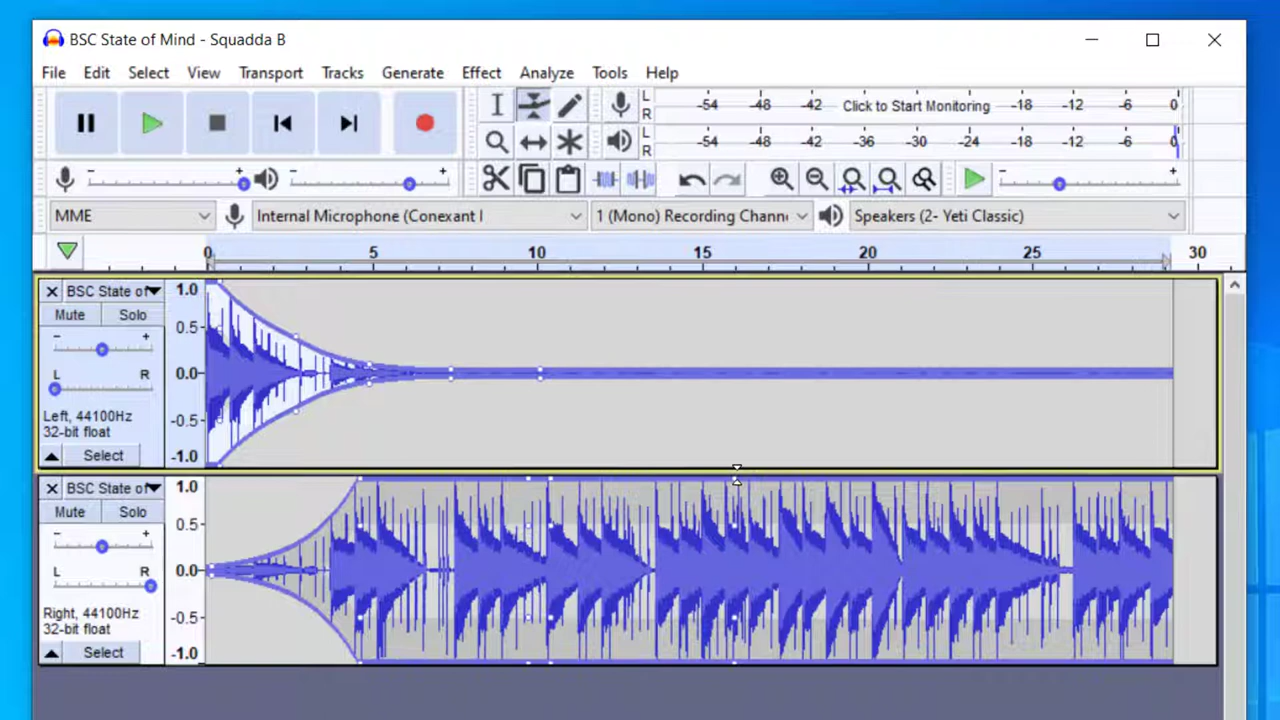 BSC State of Mind - Squadda B
File Edit Select View Transport Tracks Generate Effect Analyze Tools Help
L
R
-54 -48 -42 Click to Start Monitoring -18 -12 -6 0
L
R
-54 -48 -42 -36 -30 -24 -18 -12 -6 0
- + - + - +
MME Internal Microphone (Conexant I 1 (Mono) Recording Chann Speakers (2- Yeti Classic)
0 5 10 15 20 25 30
BSC State of
Mute Solo
- +
L R
Left, 44100Hz
32-bit float
Select
1.0
0.5
0.0
-0.5
-1.0
BSC State of
Mute Solo
- +
L R
Right, 44100Hz
32-bit float
Select
1.0
0.5
0.0
-0.5
-1.0